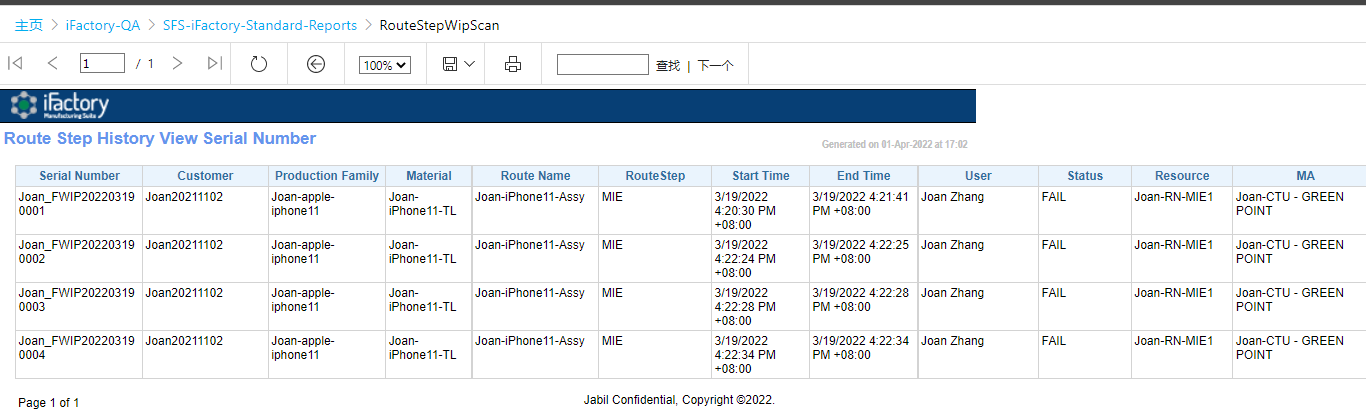 主页 > iFactory-QA > SFS-iFactory-Standard-Reports > RouteStepWipScan
1 / 1 100% 查找 | 下一个
iFactory
Manufacturing Suite
Route Step History View Serial Number
Generated on 01-Apr-2022 at 17:02
Serial Number Customer Production Family Material Route Name RouteStep Start Time End Time User Status Resource MA
Joan_FWIP20220319 Joan20211102 Joan-apple- Joan- Joan-iPhone11-Assy MIE 3/19/2022 3/19/2022 4:21:41 Joan Zhang FAIL Joan-RN-MIE1 Joan-CTU - GREEN
0001 iphone11 iPhone11-TL 4:20:30 PM PM +08:00 POINT
+08:00
Joan_FWIP20220319 Joan20211102 Joan-apple- Joan- Joan-iPhone11-Assy MIE 3/19/2022 3/19/2022 4:22:25 Joan Zhang FAIL Joan-RN-MIE1 Joan-CTU - GREEN
0002 iphone11 iPhone11-TL 4:22:24 PM PM +08:00 POINT
+08:00
Joan_FWIP20220319 Joan20211102 Joan-apple- Joan- Joan-iPhone11-Assy MIE 3/19/2022 3/19/2022 4:22:28 Joan Zhang FAIL Joan-RN-MIE1 Joan-CTU - GREEN
0003 iphone11 iPhone11-TL 4:22:28 PM PM +08:00 POINT
+08:00
Joan_FWIP20220319 Joan20211102 Joan-apple- Joan- Joan-iPhone11-Assy MIE 3/19/2022 3/19/2022 4:22:34 Joan Zhang FAIL Joan-RN-MIE1 Joan-CTU - GREEN
0004 iphone11 iPhone11-TL 4:22:34 PM PM +08:00 POINT
+08:00
Page 1 of 1 Jabil Confidential, Copyright ©2022.